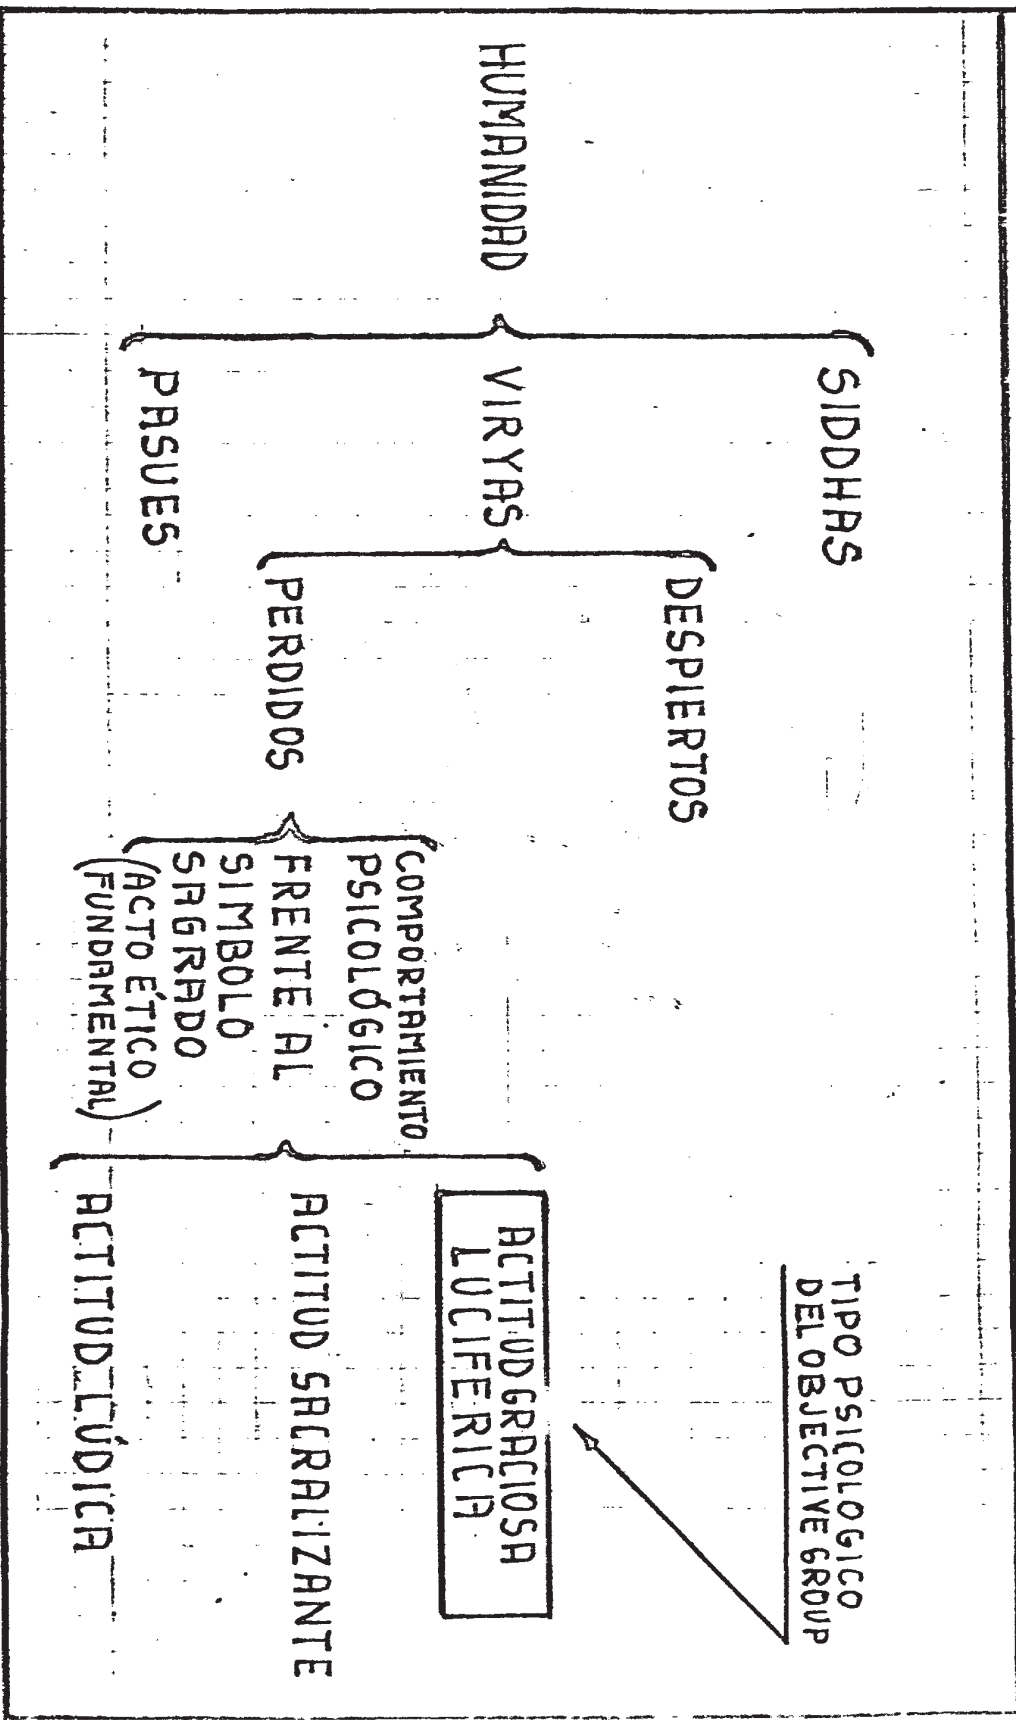 HUMANIDAD
SIDDHAS
VIRYAS
PASUES
DESPIERTOS
PERDIDOS
COMPORTAMIENTO
PSICOLÓGICO
FRENTE AL
SIMBOLO
SAGRADO
(ACTO ÉTICO
FUNDAMENTAL)
TIPO PSICOLOGICO
DEL OBJECTIVE GROUP
ACTITUD GRACIOSA
LUCIFERICA
ACTITUD SACRALIZANTE
ACTITUD LÚDICA